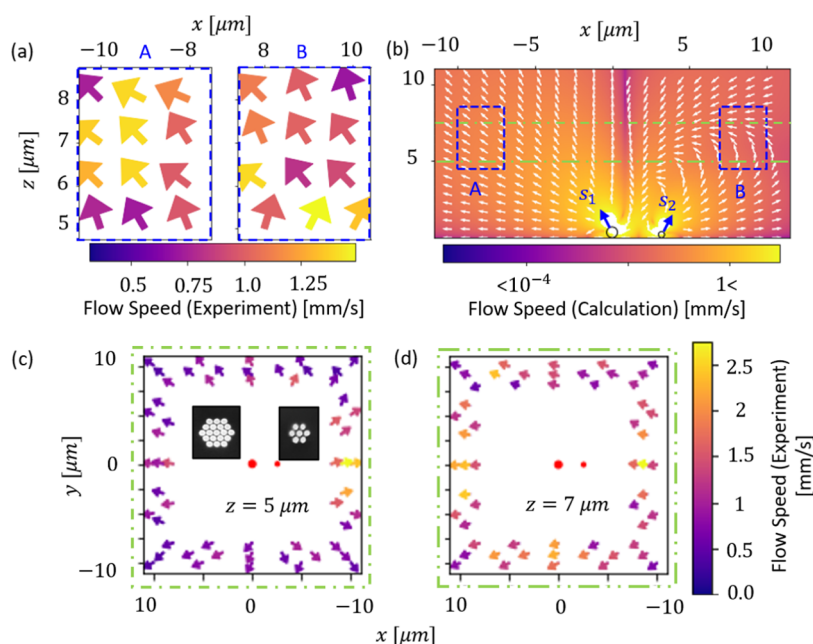 x [μm]
(a)
−10 A −8
8 B 10
z [μm]
8
7
6
5
0.5 0.75 1.0 1.25
Flow Speed (Experiment) [mm/s]
x [μm]
(b)
−10 −5 0 5 10
10
5
A
B
s₁
s₂
<10⁻⁴ 1<
Flow Speed (Calculation) [mm/s]
(c)
y [μm]
10
0
−10
z = 5 μm
10 0 −10
(d)
z = 7 μm
10 0 −10
x [μm]
2.5
2
1.5
1
0.5
0.0
Flow Speed (Experiment)
[mm/s]